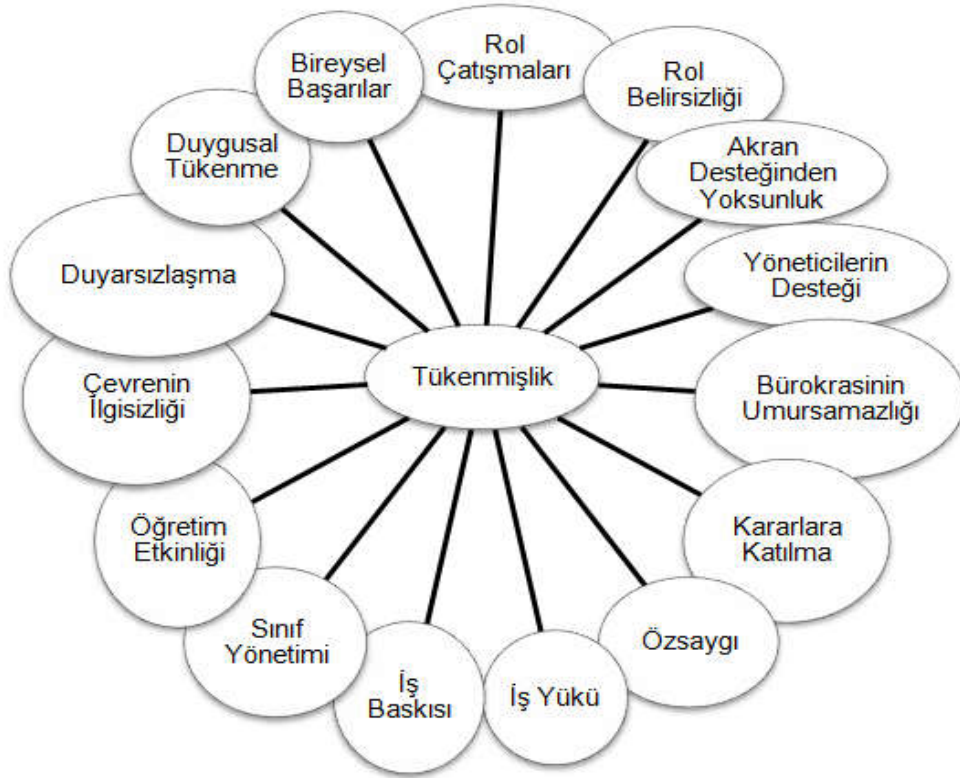 Rol
Çatışmaları
Rol
Belirsizliği
Akran
Desteğinden
Yoksunluk
Yöneticilerin
Desteği
Bürokrasinin
Umursamazlığı
Kararlara
Katılma
Özsaygı
İş Yükü
İş
Baskısı
Sınıf
Yönetimi
Öğretim
Etkinliği
Çevrenin
İlgisizliği
Duyarsızlaşma
Duygusal
Tükenme
Bireysel
Başarılar
Tükenmişlik